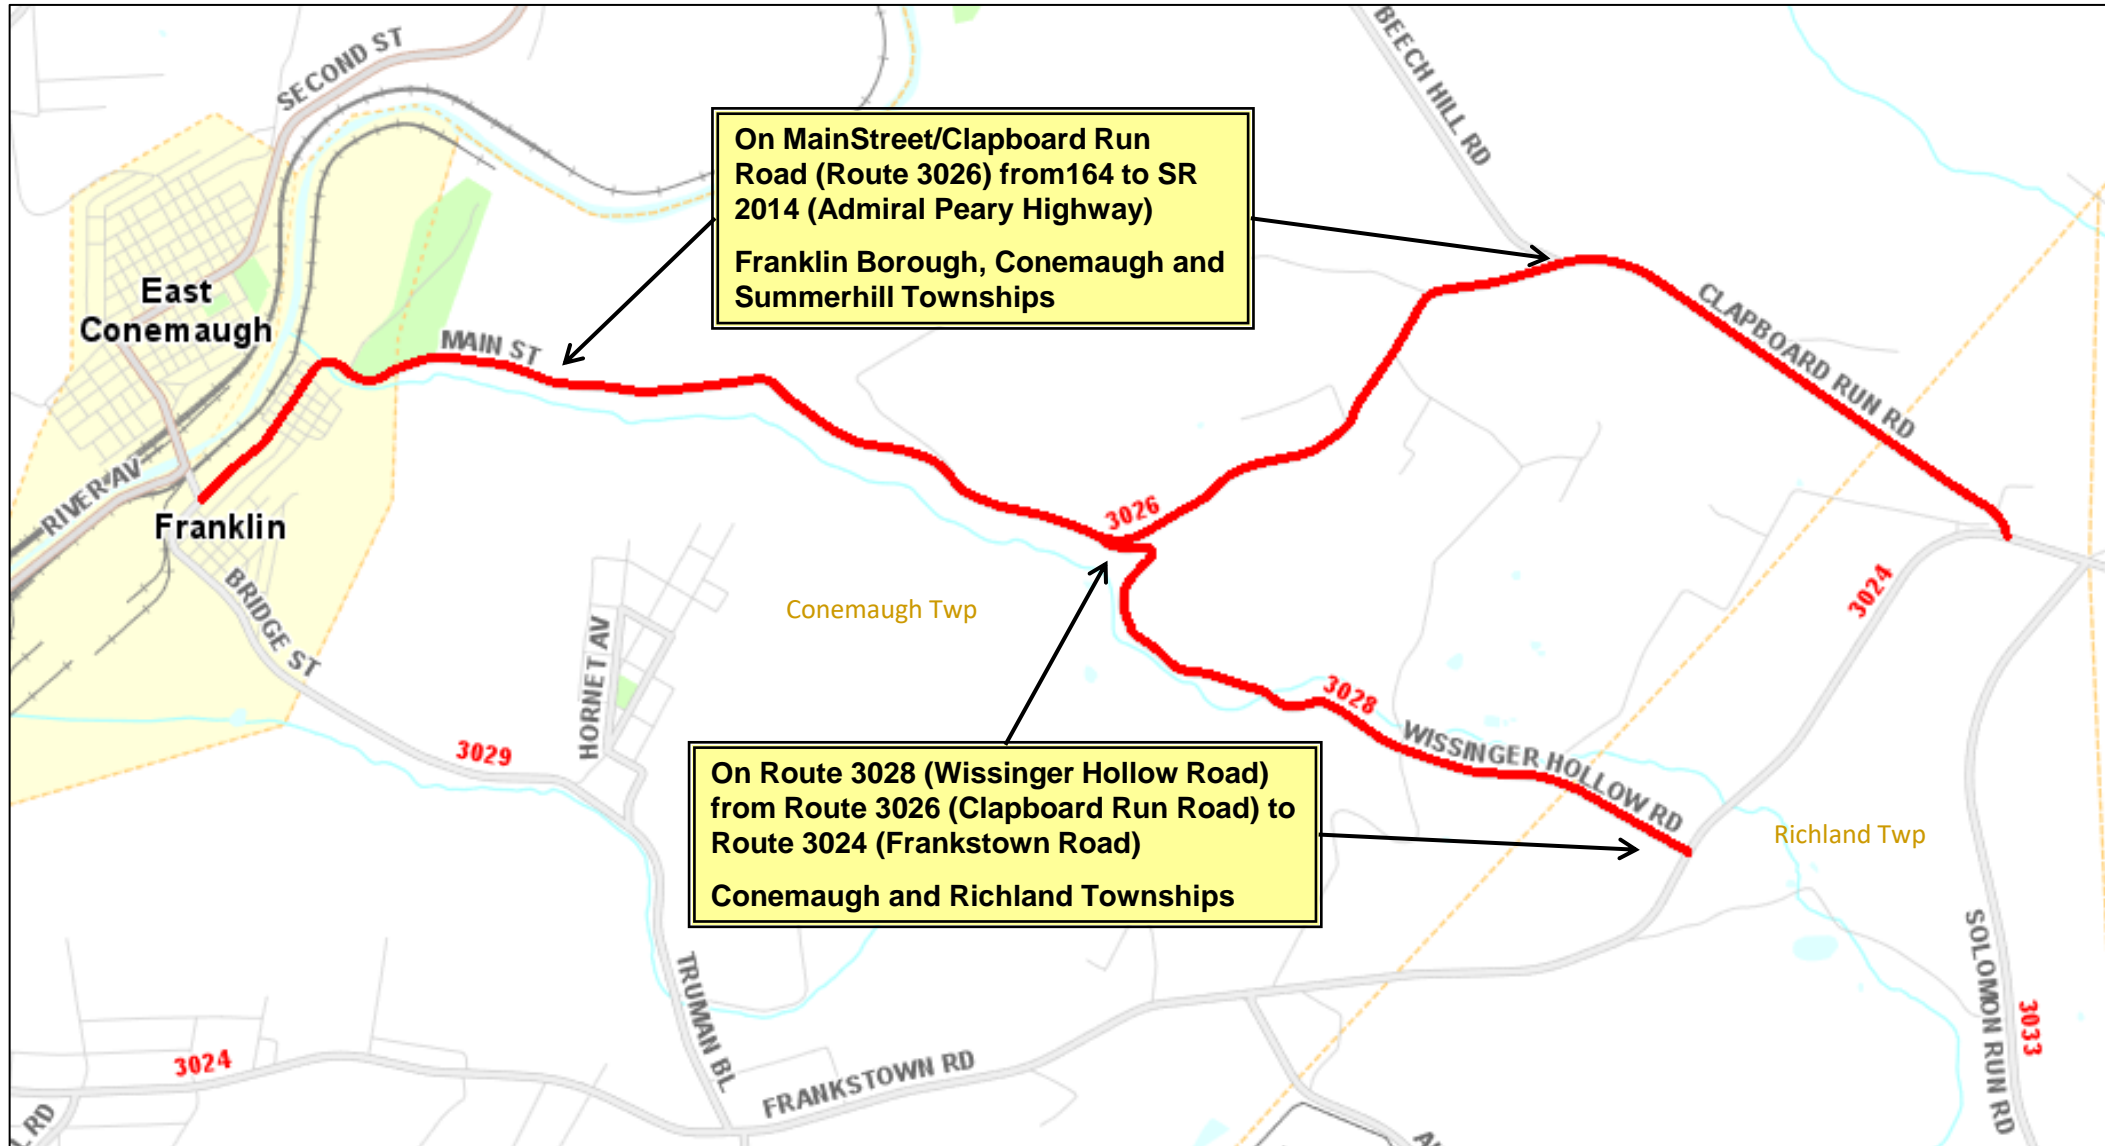 SECOND ST
BEECH HILL RD
On MainStreet/Clapboard Run
Road (Route 3026) from164 to SR
2014 (Admiral Peary Highway)
Franklin Borough, Conemaugh and
Summerhill Townships
East
Conemaugh
MAIN ST
CLAPBOARD RUN RD
RIVER AV
Franklin
3026
BRIDGE ST
Conemaugh Twp
3024
HORNET AV
3028
WISSINGER HOLLOW RD
3029
On Route 3028 (Wissinger Hollow Road)
from Route 3026 (Clapboard Run Road) to
Route 3024 (Frankstown Road)
Conemaugh and Richland Townships
Richland Twp
SOLOMON RUN RD
3033
TRUMAN BL
3024
FRANKSTOWN RD
L RD